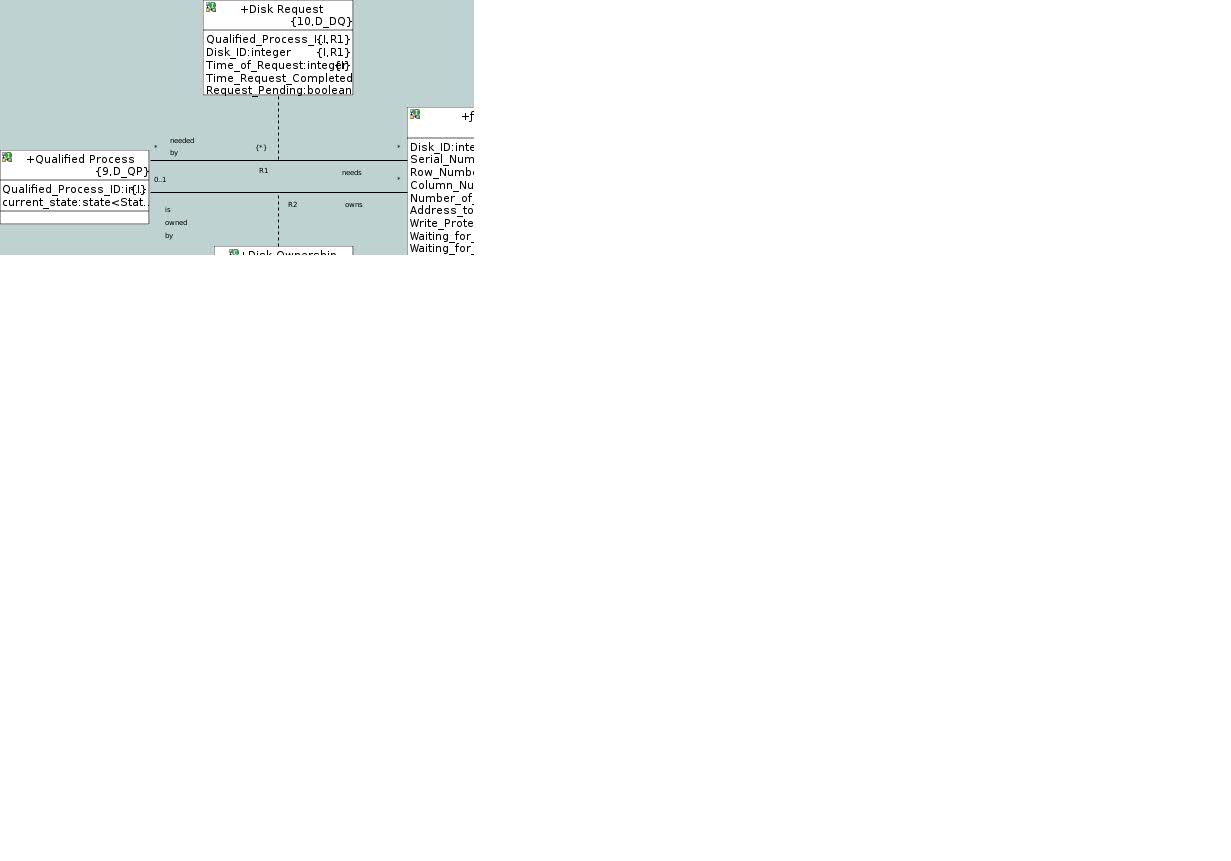 +Disk Request
{10,D_DQ}
Qualified_Process_I{I,R1}
Disk_ID:integer {I,R1}
Time_of_Request:integer{I}
Time_Request_Completed
Request_Pending:boolean
+Qualified Process
{9,D_QP}
Qualified_Process_ID:in{I}
current_state:state<Stat..
* needed {*} *
by
R1 needs
0..1 *
is R2 owns
owned
by
Disk_ID:inte
Serial_Num
Row_Numbe
Column_Nu
Number_of_
Address_to
Write_Prote
Waiting_for_
Waiting_for_
+Disk Ownership